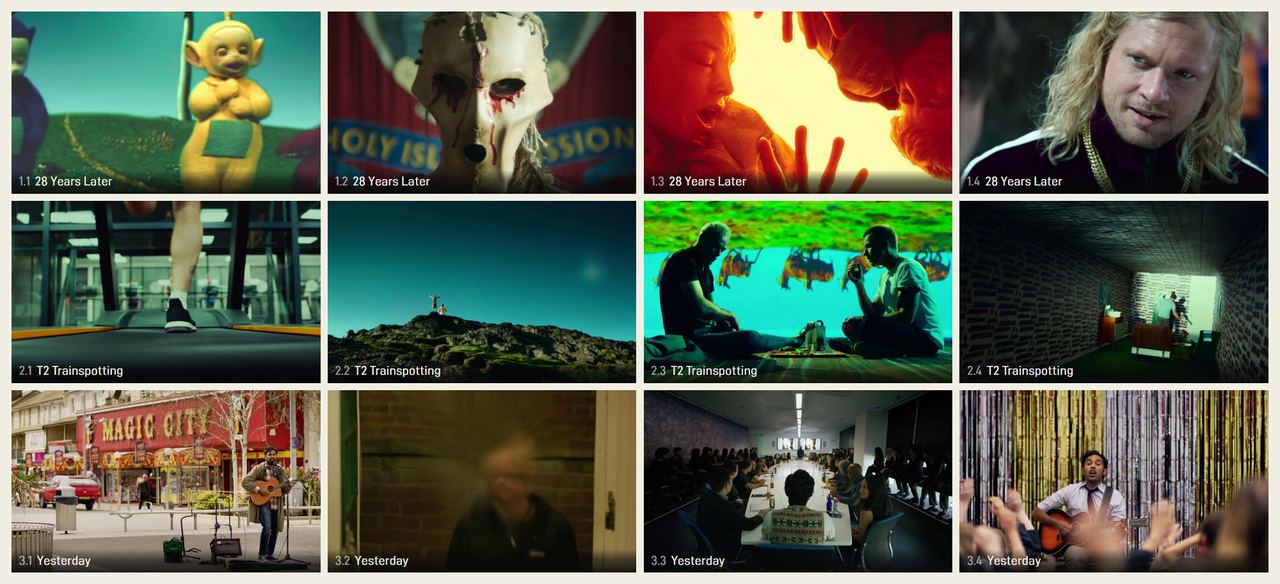 HOLY ISL
SSION
1.1 28 Years Later
1.2 28 Years Later
1.3 28 Years Later
1.4 28 Years Later
2.1 T2 Trainspotting
2.2 T2 Trainspotting
2.3 T2 Trainspotting
2.4 T2 Trainspotting
MAGIC CITY
3.1 Yesterday
3.2 Yesterday
3.3 Yesterday
3.4 Yesterday